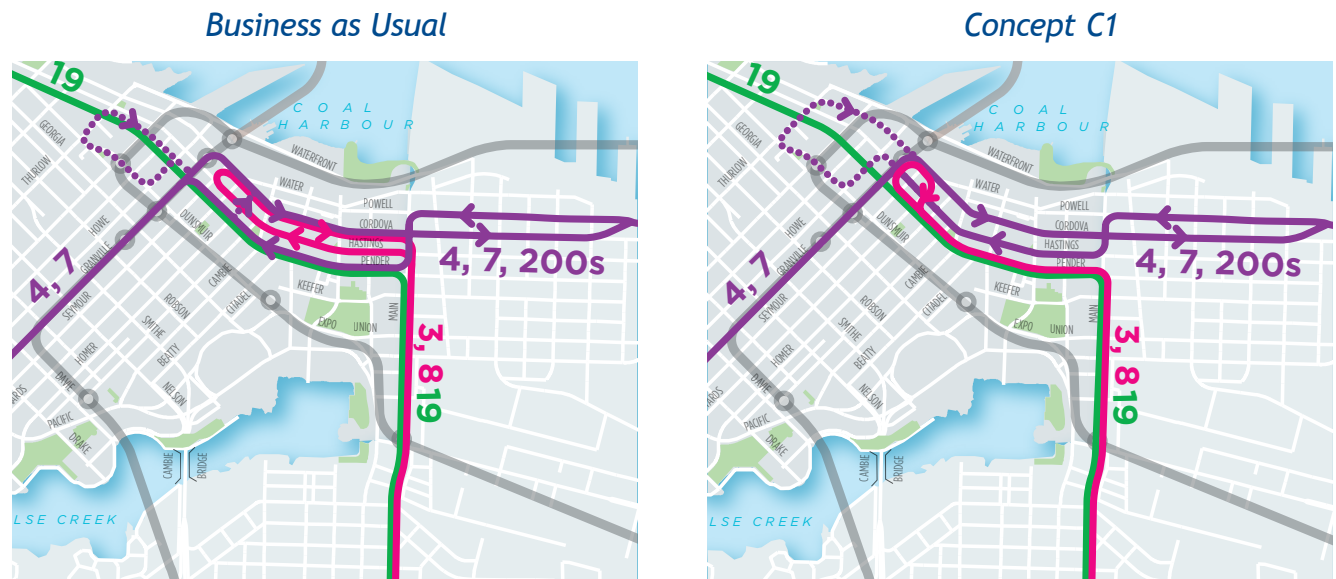 Business as Usual
19
COAL
HARBOUR
GEORGIA
THURLOW
WATERFRONT
WATER
POWELL
CORDOVA
HASTINGS
PENDER
HOWE
DUNSMUIR
GRANVILLE
4, 7
4, 7, 200s
SEYMOUR
CAMBIE
CITADEL
KEEFER
MAIN
ROBSON
EXPO
UNION
SMITHE
HOMER
BEATTY
3, 8
19
DAVIE
NELSON
ARDS
PACIFIC
DRAKE
CAMBIE
BRIDGE
LSE CREEK
Concept C1
19
COAL
HARBOUR
GEORGIA
THURLOW
WATERFRONT
WATER
POWELL
CORDOVA
HASTINGS
PENDER
HOWE
DUNSMUIR
GRANVILLE
4, 7
4, 7, 200s
SEYMOUR
CAMBIE
CITADEL
KEEFER
MAIN
ROBSON
EXPO
UNION
SMITHE
HOMER
BEATTY
3, 8
19
DAVIE
NELSON
ARDS
PACIFIC
DRAKE
CAMBIE
BRIDGE
LSE CREEK